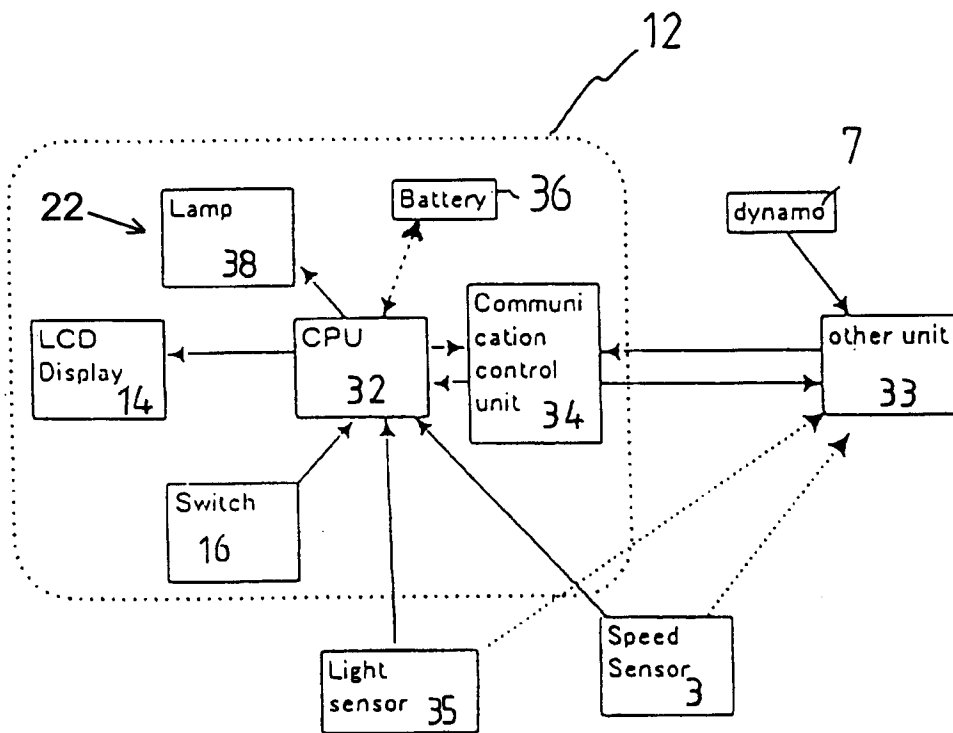 12
7
22
Lamp
38
Battery
36
dynamo
LCD
Display
14
CPU
32
Communi
cation
control
unit
34
other unit
33
Switch
16
Light
sensor
35
Speed
Sensor
3